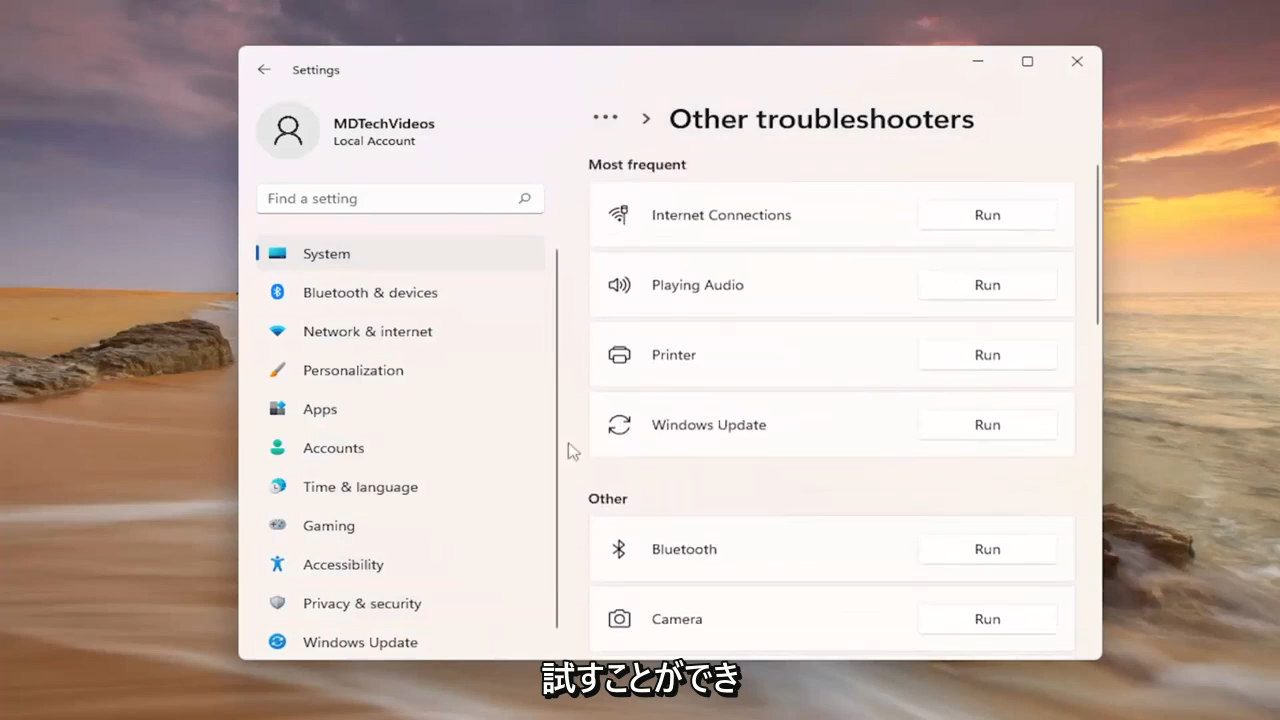 Settings
MDTechVideos
Local Account
Find a setting
System
Bluetooth & devices
Network & internet
Personalization
Apps
Accounts
Time & language
Gaming
Accessibility
Privacy & security
Windows Update
Other troubleshooters
Most frequent
Internet Connections Run
Playing Audio Run
Printer Run
Windows Update Run
Other
Bluetooth Run
Camera Run
試すことができ